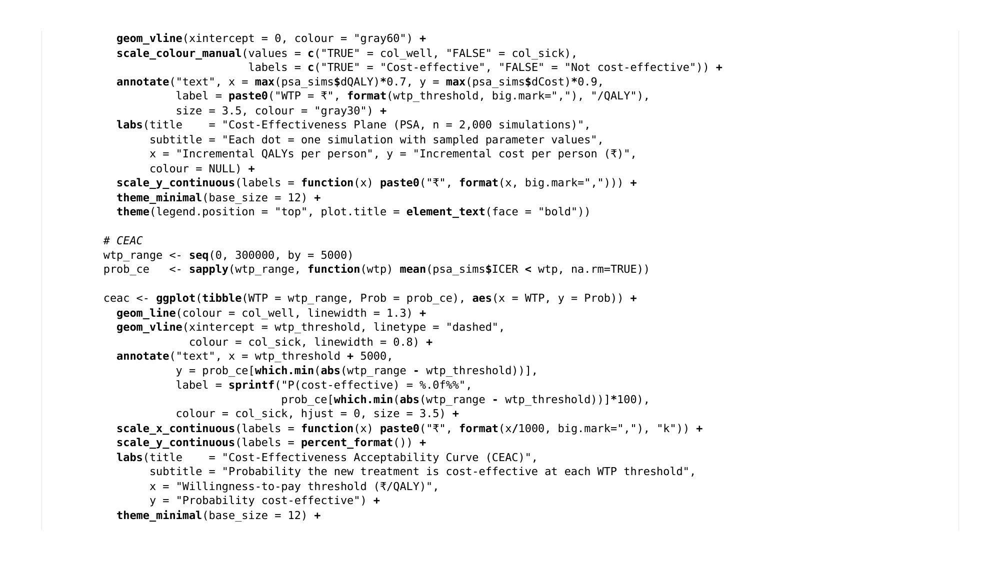 geom_vline(xintercept = 0, colour = "gray60") +
  scale_colour_manual(values = c("TRUE" = col_well, "FALSE" = col_sick),
                      labels = c("TRUE" = "Cost-effective", "FALSE" = "Not cost-effective")) +
  annotate("text", x = max(psa_sims$dQALY)*0.7, y = max(psa_sims$dCost)*0.9,
           label = paste0("WTP = ₹", format(wtp_threshold, big.mark=","), "/QALY"),
           size = 3.5, colour = "gray30") +
  labs(title    = "Cost-Effectiveness Plane (PSA, n = 2,000 simulations)",
       subtitle = "Each dot = one simulation with sampled parameter values",
       x = "Incremental QALYs per person", y = "Incremental cost per person (₹)",
       colour = NULL) +
  scale_y_continuous(labels = function(x) paste0("₹", format(x, big.mark=","))) +
  theme_minimal(base_size = 12) +
  theme(legend.position = "top", plot.title = element_text(face = "bold"))

# CEAC
wtp_range <- seq(0, 300000, by = 5000)
prob_ce   <- sapply(wtp_range, function(wtp) mean(psa_sims$ICER < wtp, na.rm=TRUE))

ceac <- ggplot(tibble(WTP = wtp_range, Prob = prob_ce), aes(x = WTP, y = Prob)) +
  geom_line(colour = col_well, linewidth = 1.3) +
  geom_vline(xintercept = wtp_threshold, linetype = "dashed",
             colour = col_sick, linewidth = 0.8) +
  annotate("text", x = wtp_threshold + 5000,
           y = prob_ce[which.min(abs(wtp_range - wtp_threshold))],
           label = sprintf("P(cost-effective) = %.0f%%",
                           prob_ce[which.min(abs(wtp_range - wtp_threshold))]*100),
           colour = col_sick, hjust = 0, size = 3.5) +
  scale_x_continuous(labels = function(x) paste0("₹", format(x/1000, big.mark=","), "k")) +
  scale_y_continuous(labels = percent_format()) +
  labs(title    = "Cost-Effectiveness Acceptability Curve (CEAC)",
       subtitle = "Probability the new treatment is cost-effective at each WTP threshold",
       x = "Willingness-to-pay threshold (₹/QALY)",
       y = "Probability cost-effective") +
  theme_minimal(base_size = 12) +